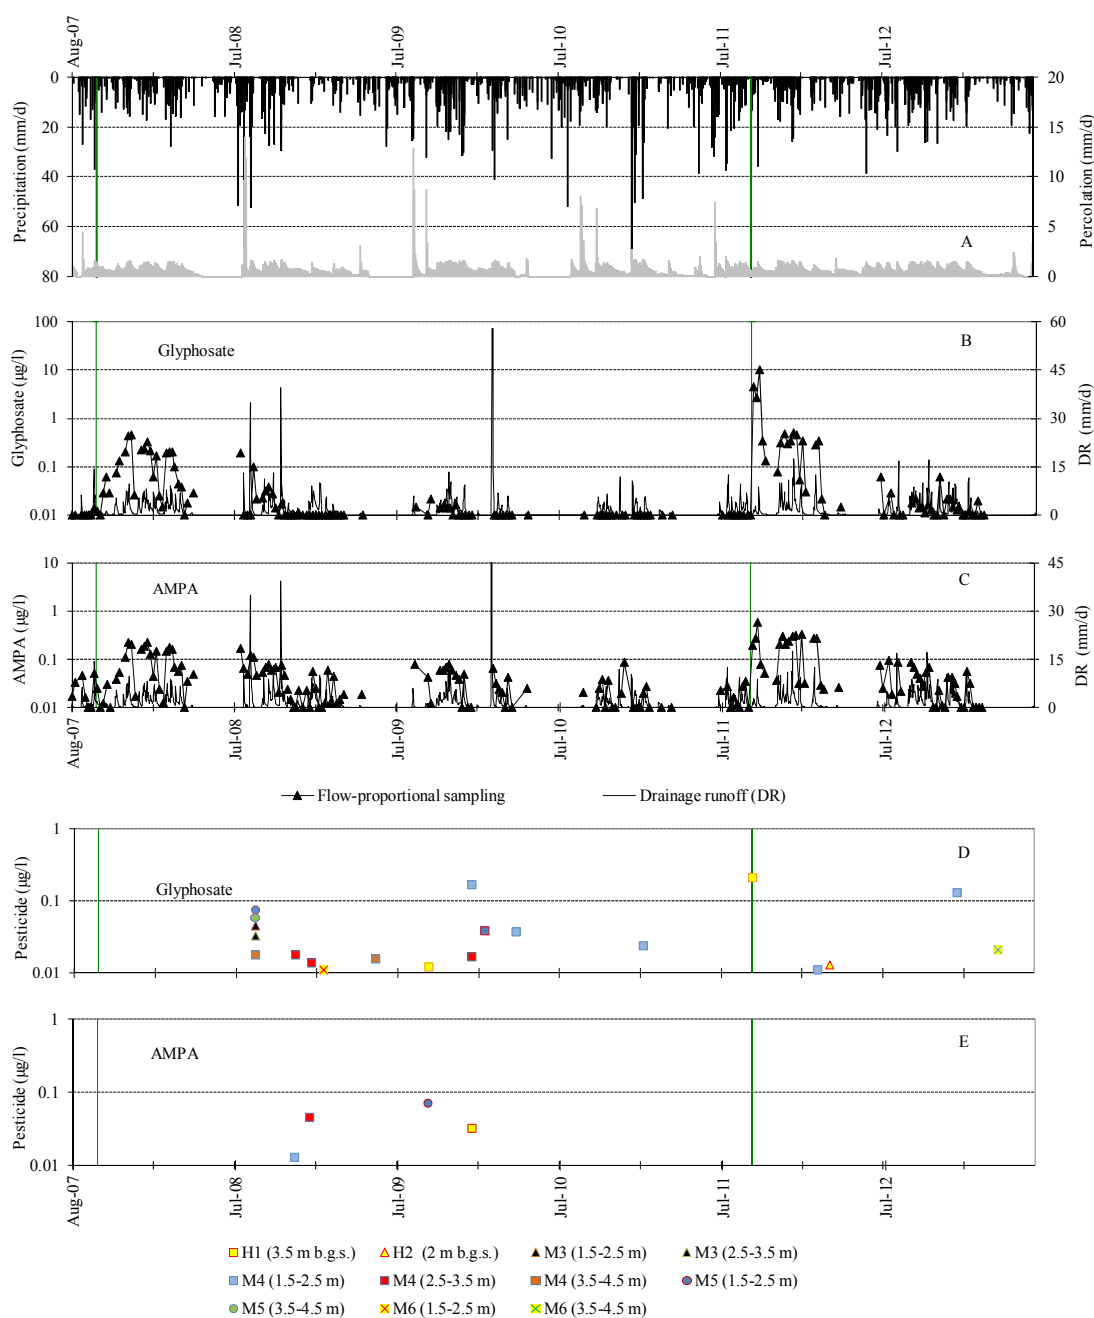 Aug-07 Jul-08 Jul-09 Jul-10 Jul-11 Jul-12
Precipitation (mm/d)
0
20
40
60
80
20
15
10
5
0
Percolation (mm/d)
A
Glyphosate (µg/l)
100
10
1
0.1
0.01
Glyphosate
B
60
45
30
15
0
DR (mm/d)
AMPA (µg/l)
10
1
0.1
0.01
AMPA
C
45
30
15
0
DR (mm/d)
Aug-07 Jul-08 Jul-09 Jul-10 Jul-11 Jul-12
Flow-proportional sampling Drainage runoff (DR)
Pesticide (µg/l)
1
0.1
0.01
Glyphosate
D
Pesticide (µg/l)
1
0.1
0.01
AMPA
E
Aug-07 Jul-08 Jul-09 Jul-10 Jul-11 Jul-12
H1 (3.5 m b.g.s.) H2 (2 m b.g.s.) M3 (1.5-2.5 m) M3 (2.5-3.5 m)
M4 (1.5-2.5 m) M4 (2.5-3.5 m) M4 (3.5-4.5 m) M5 (1.5-2.5 m)
M5 (3.5-4.5 m) M6 (1.5-2.5 m) M6 (3.5-4.5 m)